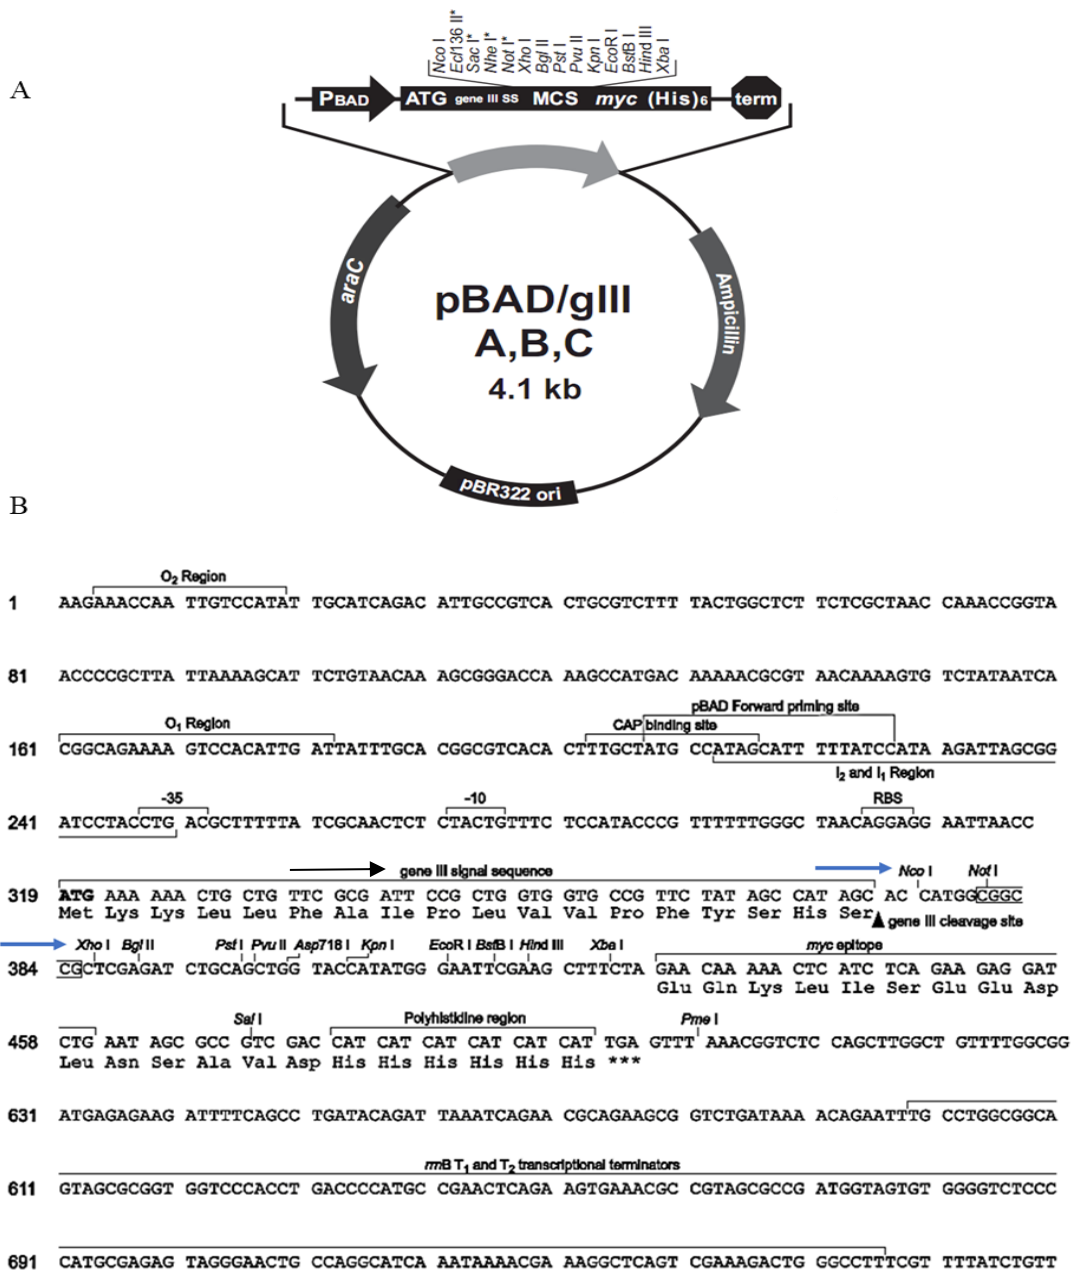 A
Nco I
Ecl136 II*
Sac I*
Nhe I*
Not I*
Xho I
Bgl II
Pst I
Pvu II
Kpn I
EcoR I
BstB I
Hind III
Xba I
PBAD ATG gene III SS MCS myc (His)6 term
araC
Ampicillin
pBAD/gIII
A,B,C
4.1 kb
pBR322 ori
B
O2 Region
1 AAGAAACCAA TTGTCCATAT TGCATCAGAC ATTGCCGTCA CTGCGTCTTT TACTGGCTCT TCTCGCTAAC CAAACCGGTA
81 ACCCCGCTTA TTAAAAGCAT TCTGTAACAA AGCGGGACCA AAGCCATGAC AAAAACGCGT AACAAAAGTG TCTATAATCA
pBAD Forward priming site
O1 Region CAP binding site
161 CGGCAGAAAA GTCCACATTG ATTATTTGCA CGGCGTCACA CTTTGCTATG CCATAGCATT TTTATCCATA AGATTAGCGG
I2 and I1 Region
-35 -10 RBS
241 ATCCTACCTG ACGCTTTTTA TCGCAACTCT CTACTGTTTC TCCATACCCG TTTTTTGGGC TAACAGGAGG AATTAACC
gene III signal sequence Nco I Not I
319 ATG AAA AAA CTG CTG TTC GCG ATT CCG CTG GTG GTG CCG TTC TAT AGC CAT AGC AC CATGGCGGC
Met Lys Lys Leu Leu Phe Ala Ile Pro Leu Val Val Pro Phe Tyr Ser His Ser gene III cleavage site
Xho I Bgl II Pst I Pvu II Asp718 I Kpn I EcoR I BstB I Hind III Xba I myc epitope
384 CGCTCGAGAT CTGCAGCTGG TACCATATGG GAATTCGAAG CTTTCTA GAA CAA AAA CTC ATC TCA GAA GAG GAT
Glu Gln Lys Leu Ile Ser Glu Glu Asp
Sal I Polyhistidine region Pme I
458 CTG AAT AGC GCC GTC GAC CAT CAT CAT CAT CAT CAT TGA GTTT AAACGGTCTC CAGCTTGGCT GTTTTGGCGG
Leu Asn Ser Ala Val Asp His His His His His His ***
631 ATGAGAGAAG ATTTTCAGCC TGATACAGAT TAAATCAGAA CGCAGAAGCG GTCTGATAAA ACAGAATTTG CCTGGCGGCA
rrnB T1 and T2 transcriptional terminators
611 GTAGCGCGGT GGTCCCACCT GACCCCATGC CGAACTCAGA AGTGAAACGC CGTAGCGCCG ATGGTAGTGT GGGGTCTCCC
691 CATGCGAGAG TAGGGAACTG CCAGGCATCA AATAAAACGA AAGGCTCAGT CGAAAGACTG GGCCTTTCGT TTTATCTGTT